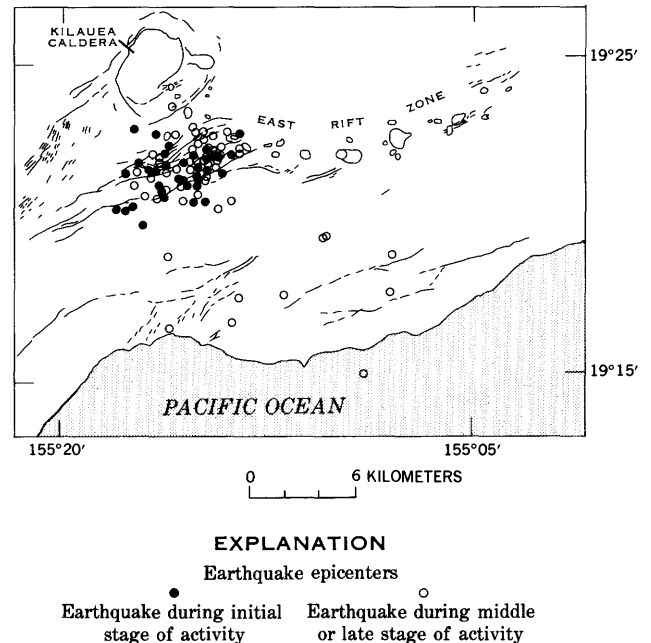 KILAUEA
CALDERA
19°25'
EAST RIFT ZONE
19°15'
PACIFIC OCEAN
155°20' 155°05'
0 6 KILOMETERS
EXPLANATION
Earthquake epicenters
Earthquake during initial
stage of activity
Earthquake during middle
or late stage of activity